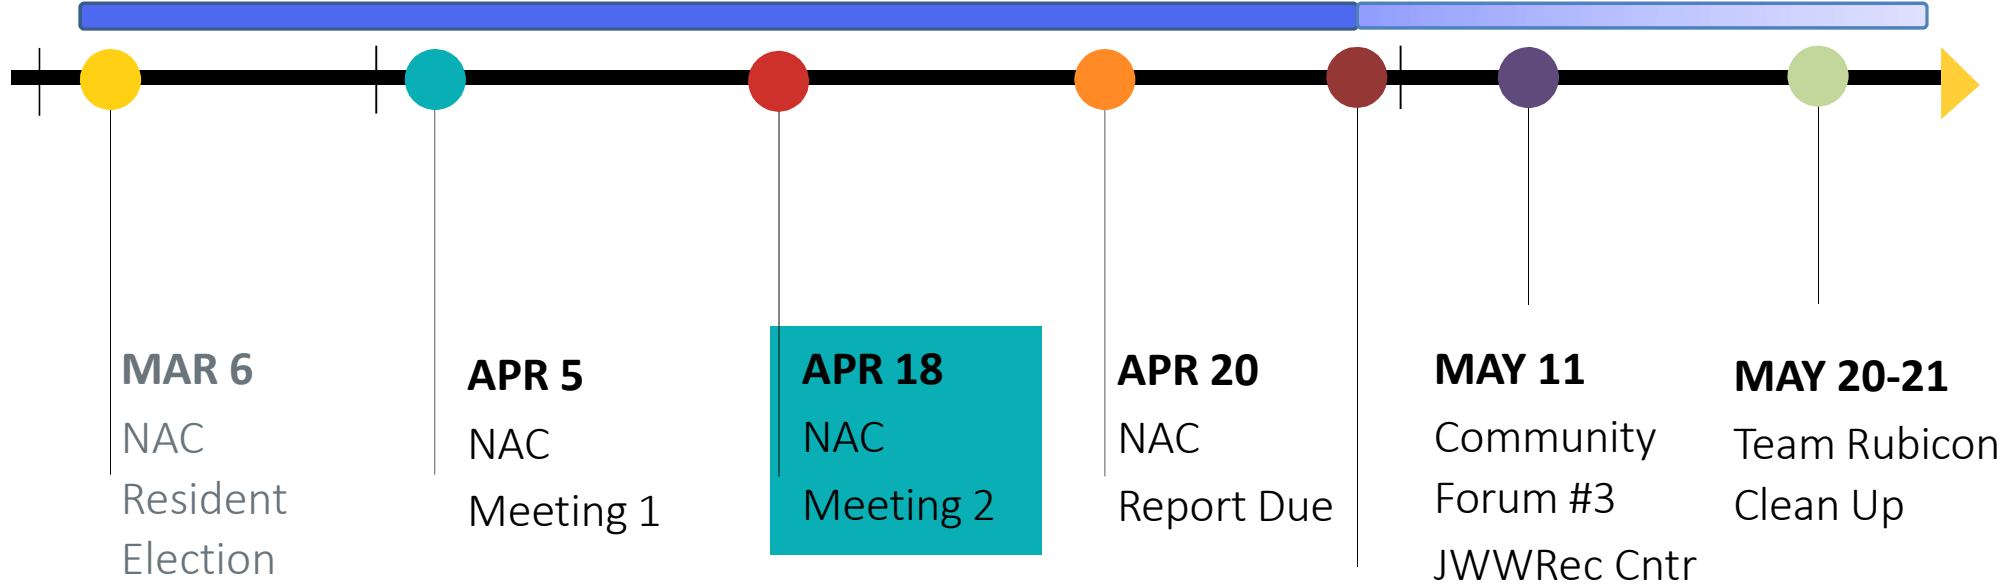 MAR 6
NAC
Resident
Election
APR 5
NAC
Meeting 1
APR 18
NAC
Meeting 2
APR 20
NAC
Report Due
MAY 11
Community
Forum #3
JWWRec Cntr
MAY 20-21
Team Rubicon
Clean Up